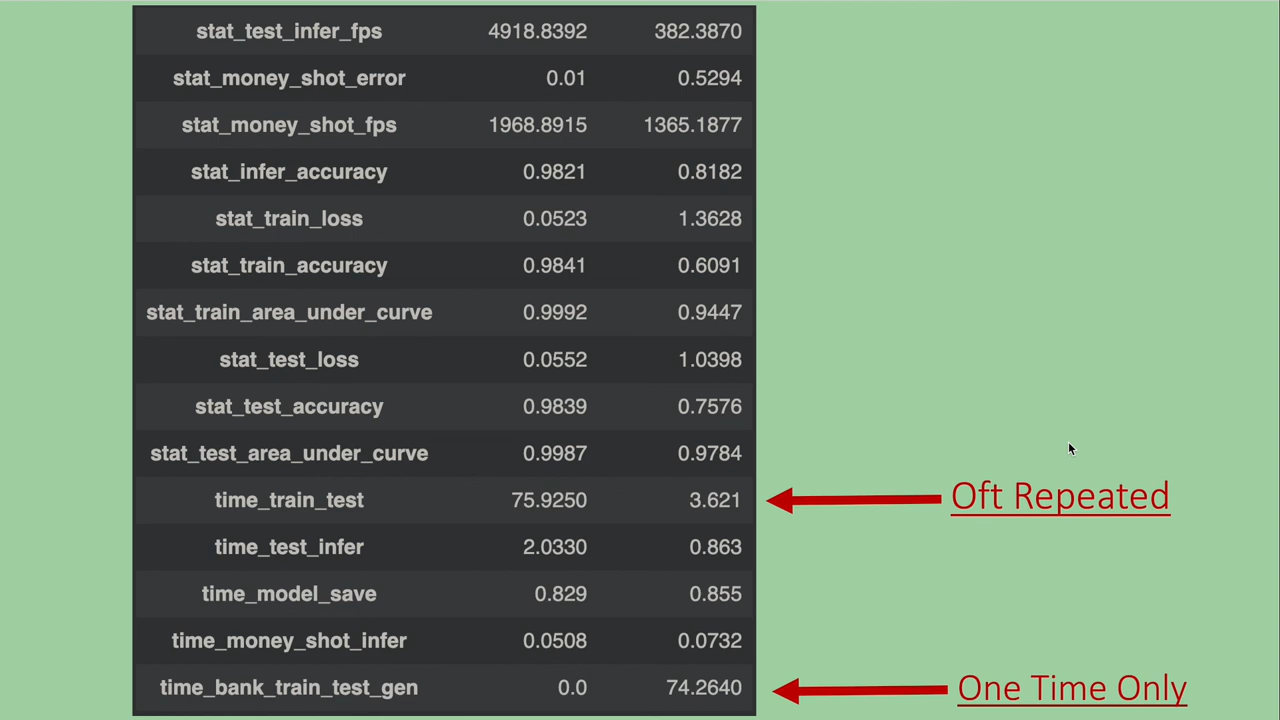 stat_test_infer_fps 4918.8392 382.3870
stat_money_shot_error 0.01 0.5294
stat_money_shot_fps 1968.8915 1365.1877
stat_infer_accuracy 0.9821 0.8182
stat_train_loss 0.0523 1.3628
stat_train_accuracy 0.9841 0.6091
stat_train_area_under_curve 0.9992 0.9447
stat_test_loss 0.0552 1.0398
stat_test_accuracy 0.9839 0.7576
stat_test_area_under_curve 0.9987 0.9784
time_train_test 75.9250 3.621 Oft Repeated
time_test_infer 2.0330 0.863
time_model_save 0.829 0.855
time_money_shot_infer 0.0508 0.0732
time_bank_train_test_gen 0.0 74.2640 One Time Only